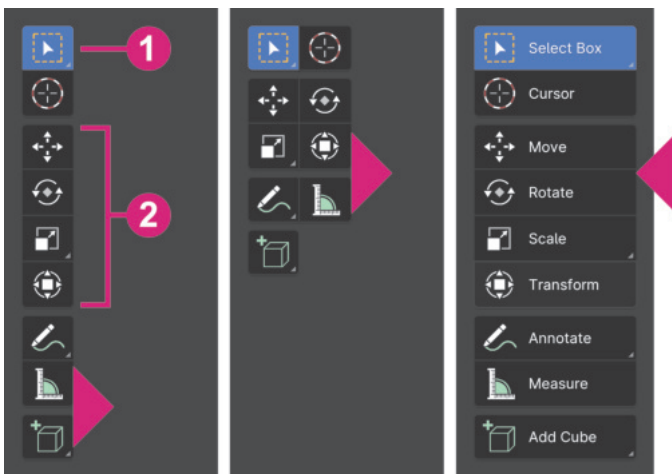 1
2
Select Box
Cursor
Move
Rotate
Scale
Transform
Annotate
Measure
Add Cube